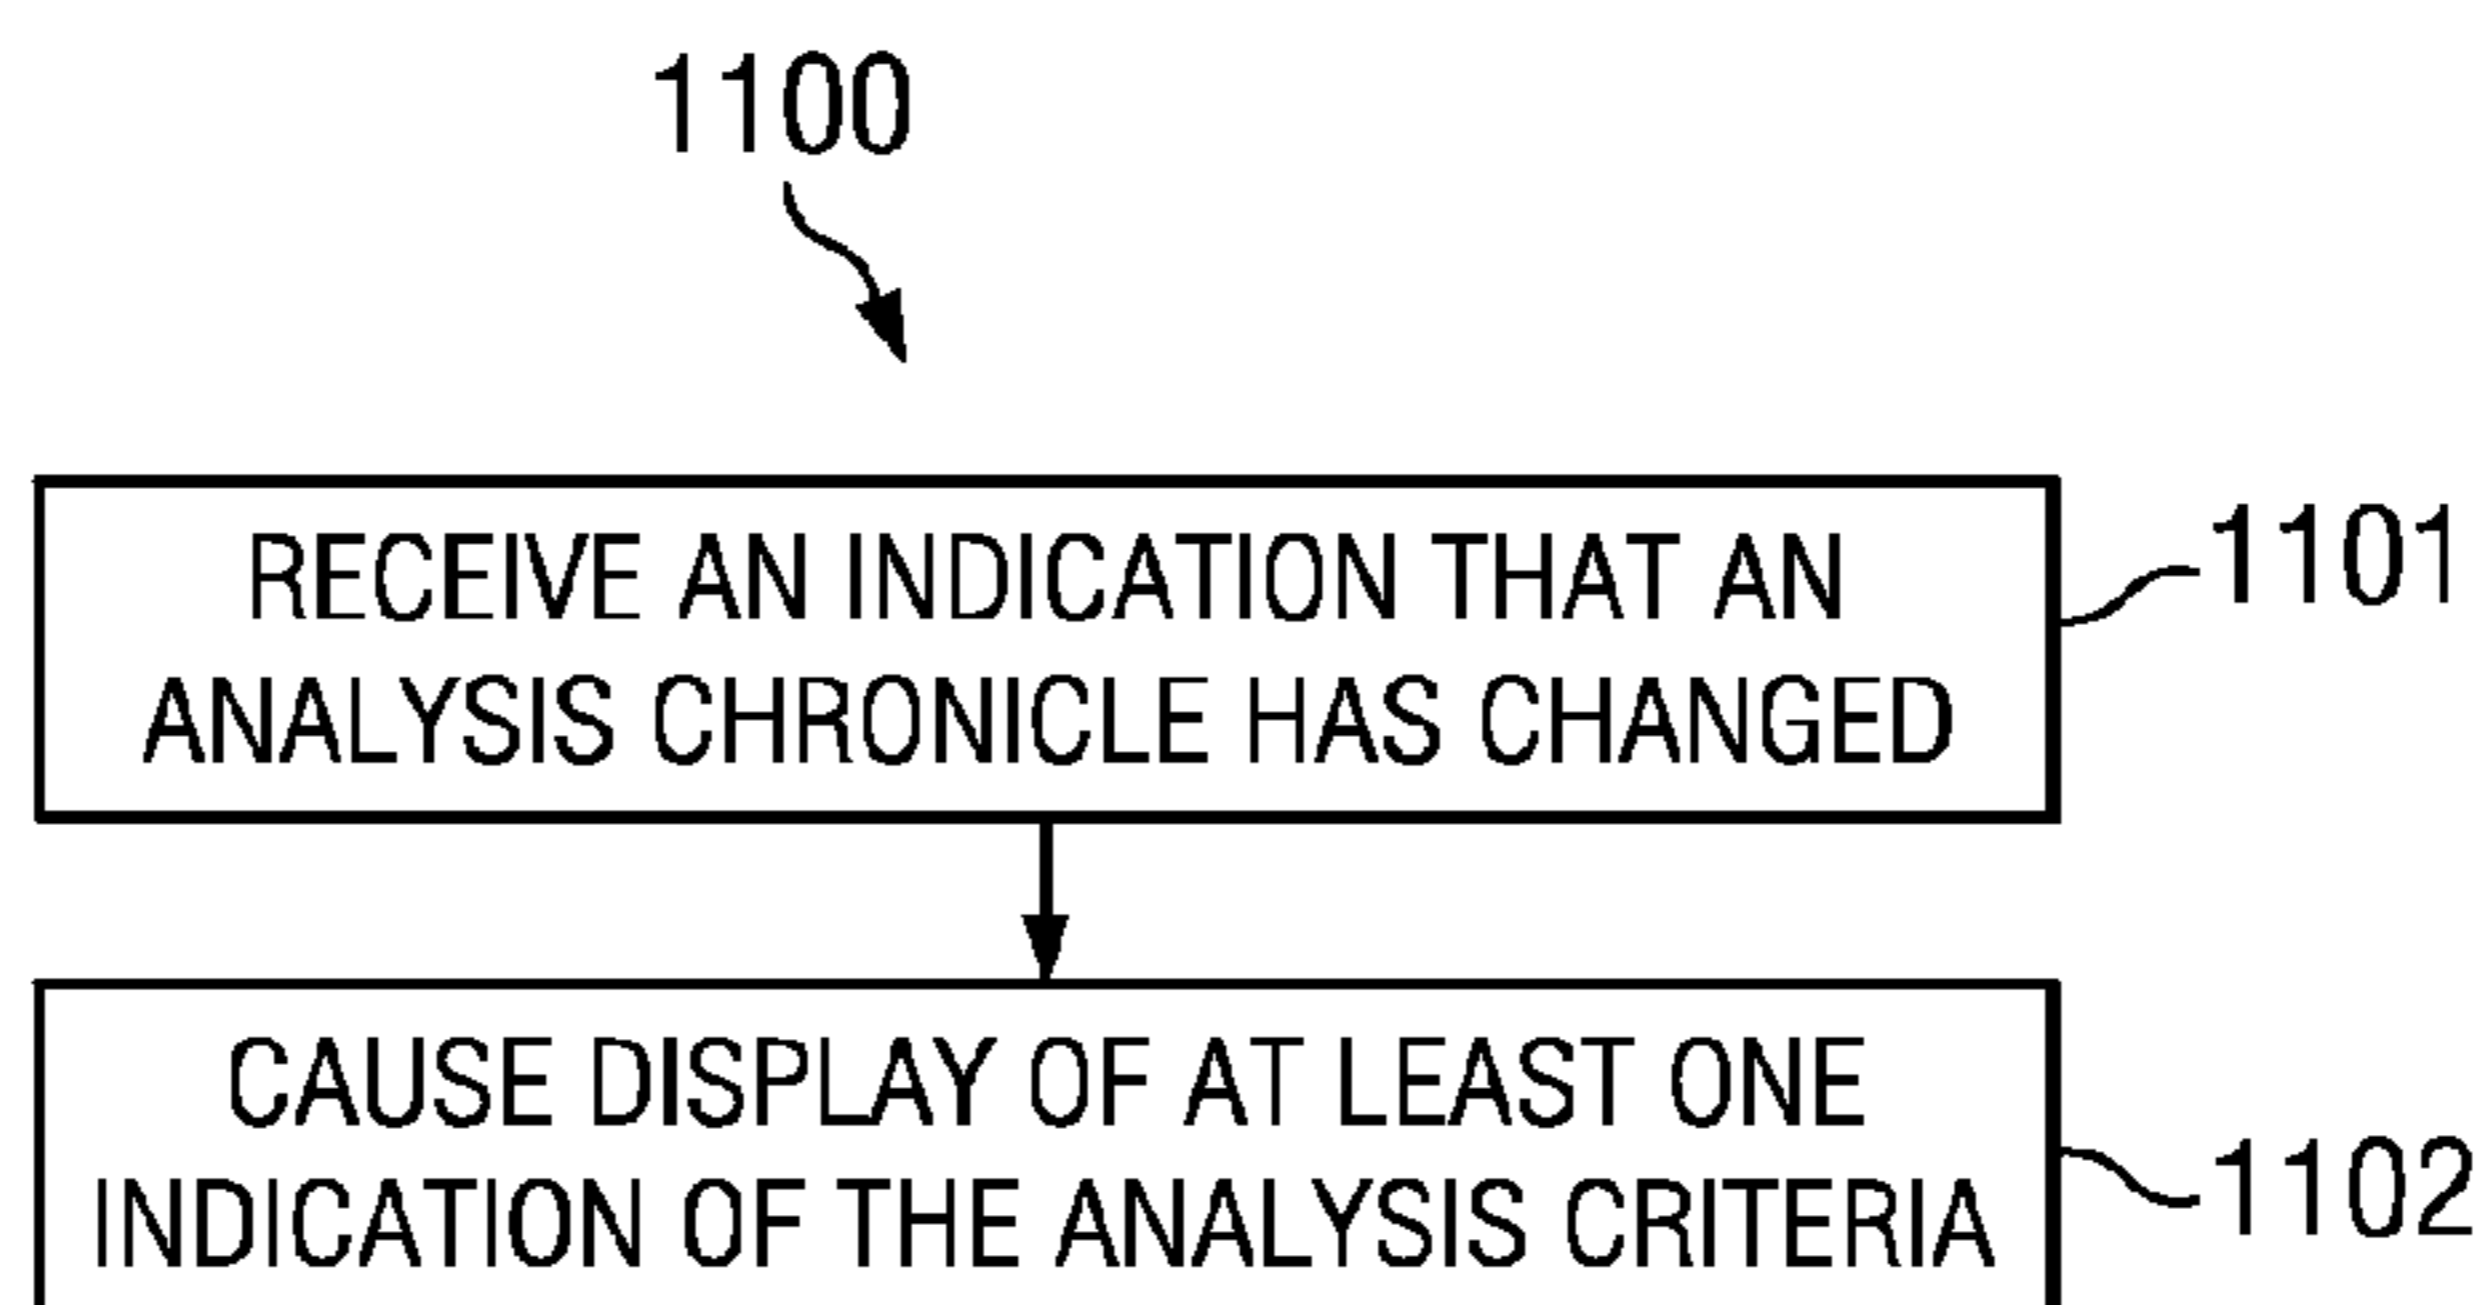 1100
RECEIVE AN INDICATION THAT AN
ANALYSIS CHRONICLE HAS CHANGED
1101
CAUSE DISPLAY OF AT LEAST ONE
INDICATION OF THE ANALYSIS CRITERIA
1102